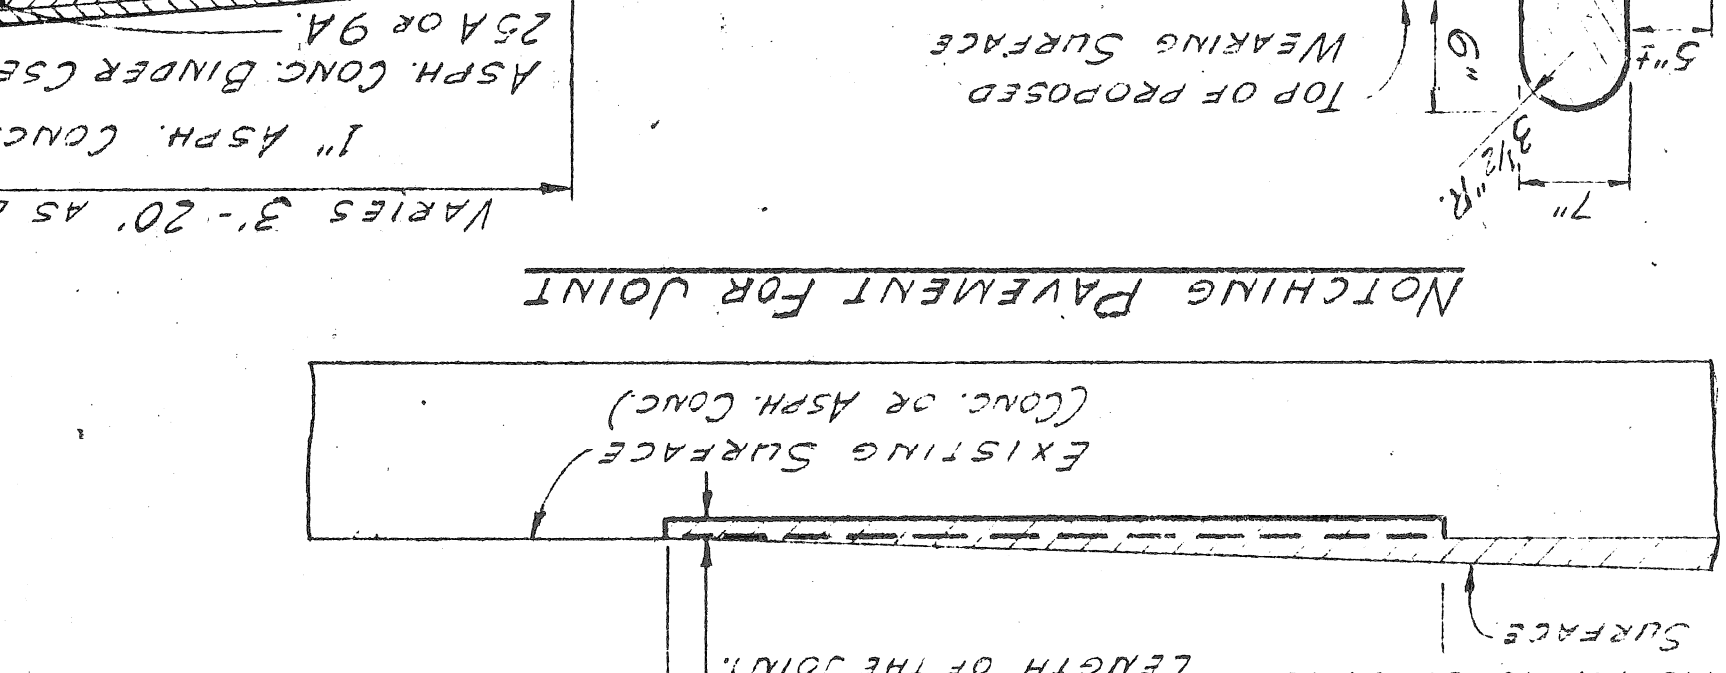 LENGTH OF THE JOINT.
SURFACE
EXISTING SURFACE
(CONC. OR ASPH. CONC.)
NOTCHING PAVEMENT FOR JOINT
7"
3 1/2" R.
5"±
6"
TOP OF PROPOSED
WEARING SURFACE
VARIES 3'-20' AS
1" ASPH. CONC.
ASPH. CONC. BINDER CSE
25A OR 9A.